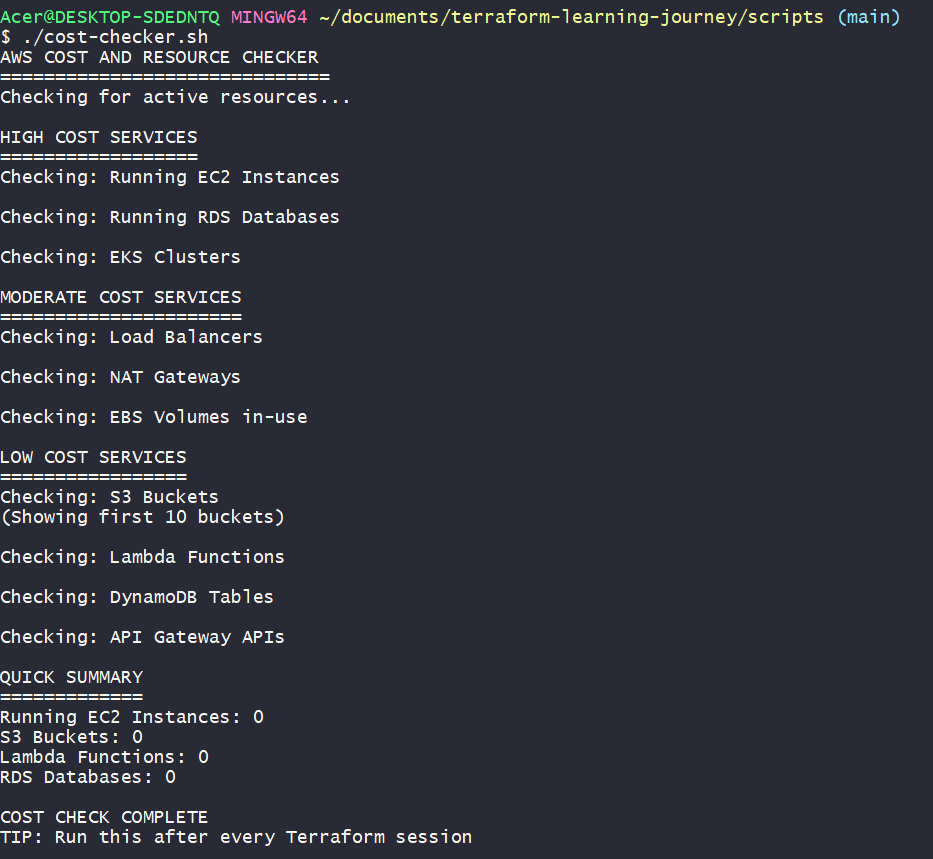 Acer@DESKTOP-SDEDNTQ MINGW64 ~/documents/terraform-learning-journey/scripts (main)
$ ./cost-checker.sh
AWS COST AND RESOURCE CHECKER
==============================
Checking for active resources...
HIGH COST SERVICES
==================
Checking: Running EC2 Instances
Checking: Running RDS Databases
Checking: EKS Clusters
MODERATE COST SERVICES
======================
Checking: Load Balancers
Checking: NAT Gateways
Checking: EBS Volumes in-use
LOW COST SERVICES
=================
Checking: S3 Buckets
(Showing first 10 buckets)
Checking: Lambda Functions
Checking: DynamoDB Tables
Checking: API Gateway APIs
QUICK SUMMARY
=============
Running EC2 Instances: 0
S3 Buckets: 0
Lambda Functions: 0
RDS Databases: 0
COST CHECK COMPLETE
TIP: Run this after every Terraform session